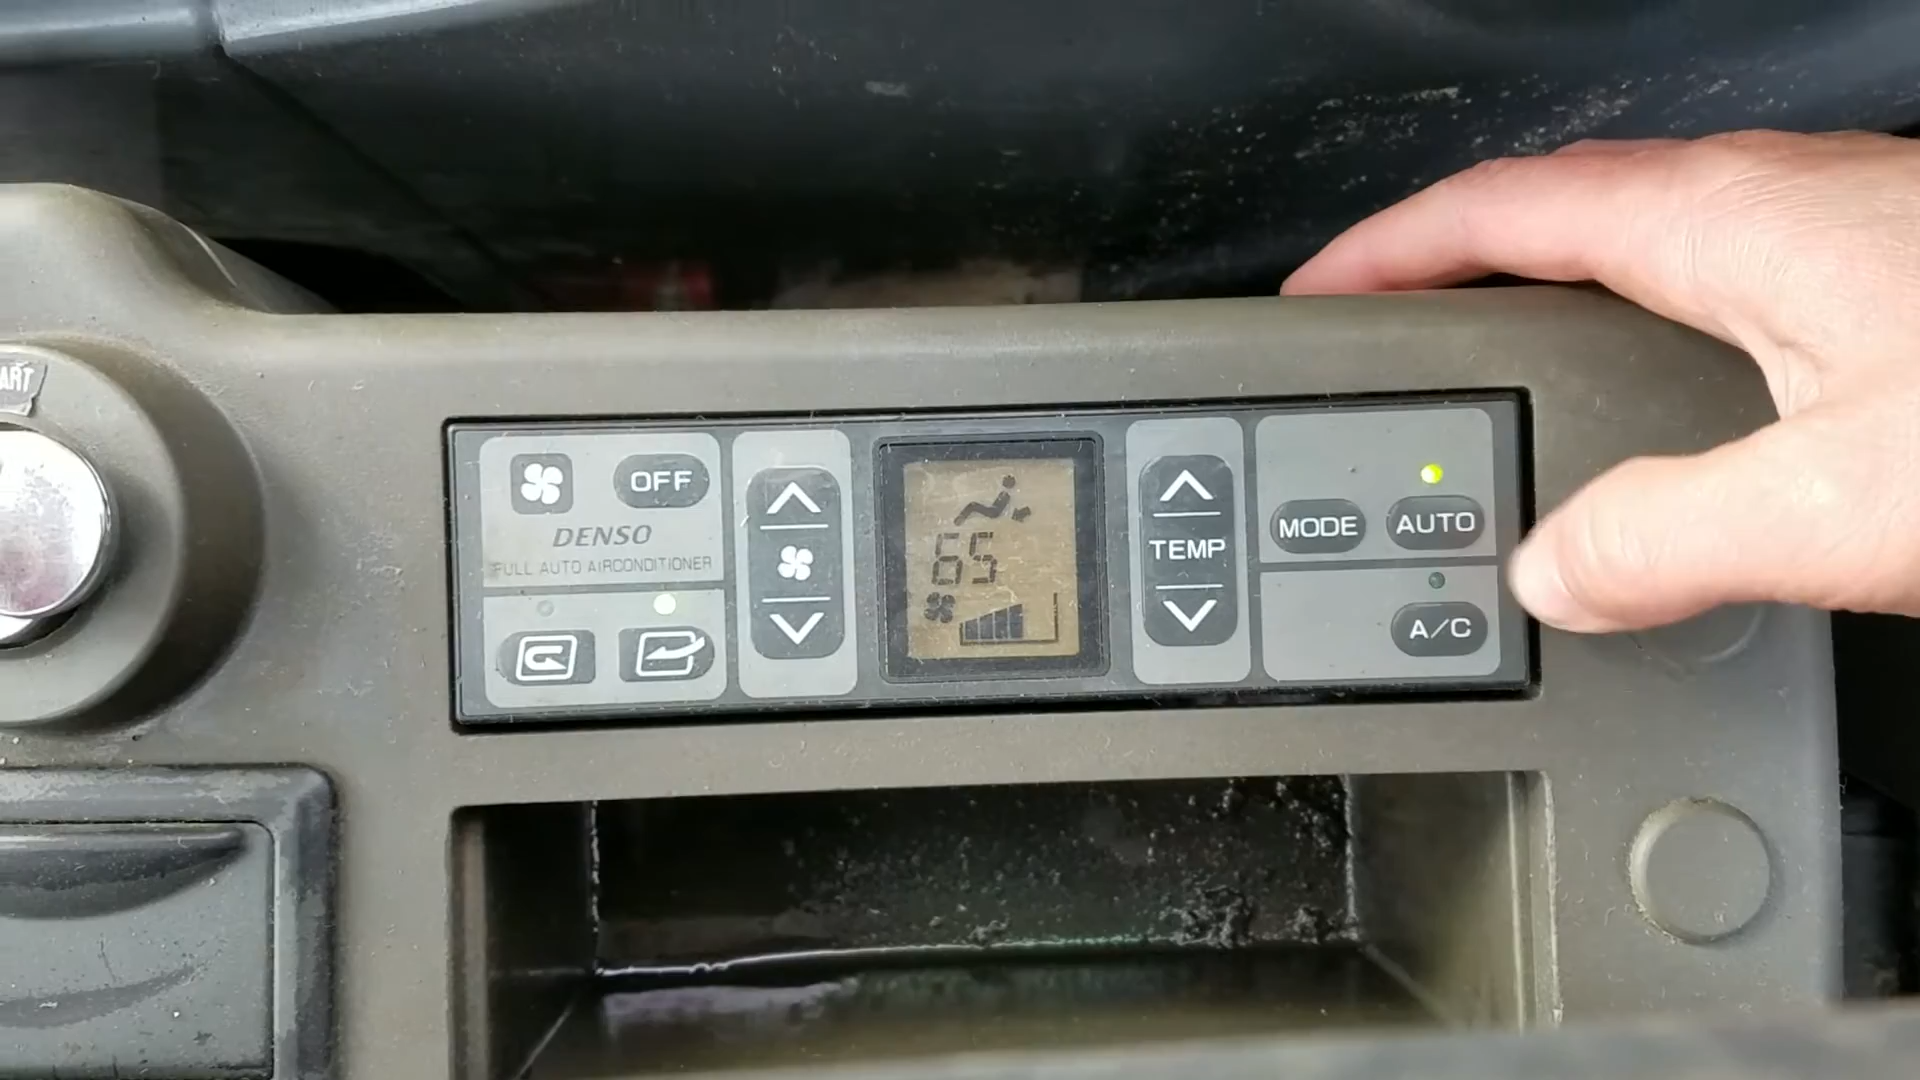 ART
OFF
DENSO
FULL AUTO AIRCONDITIONER
65
TEMP
MODE
AUTO
A/C